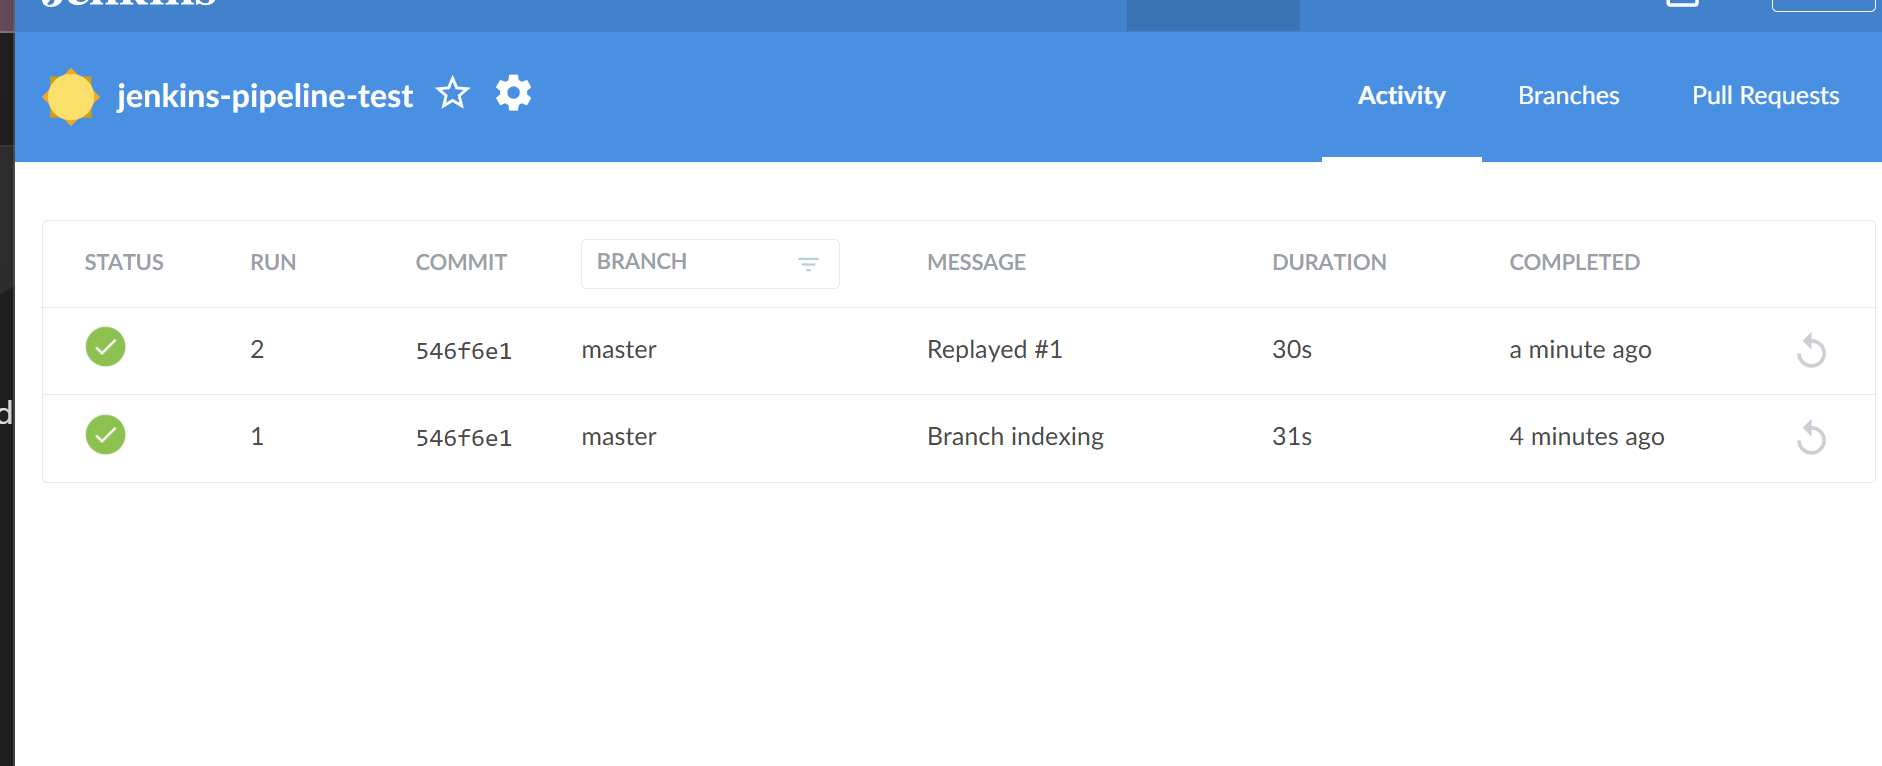 Jenkins
jenkins-pipeline-test
Activity Branches Pull Requests
STATUS RUN COMMIT BRANCH MESSAGE DURATION COMPLETED
2 546f6e1 master Replayed #1 30s a minute ago
1 546f6e1 master Branch indexing 31s 4 minutes ago
d